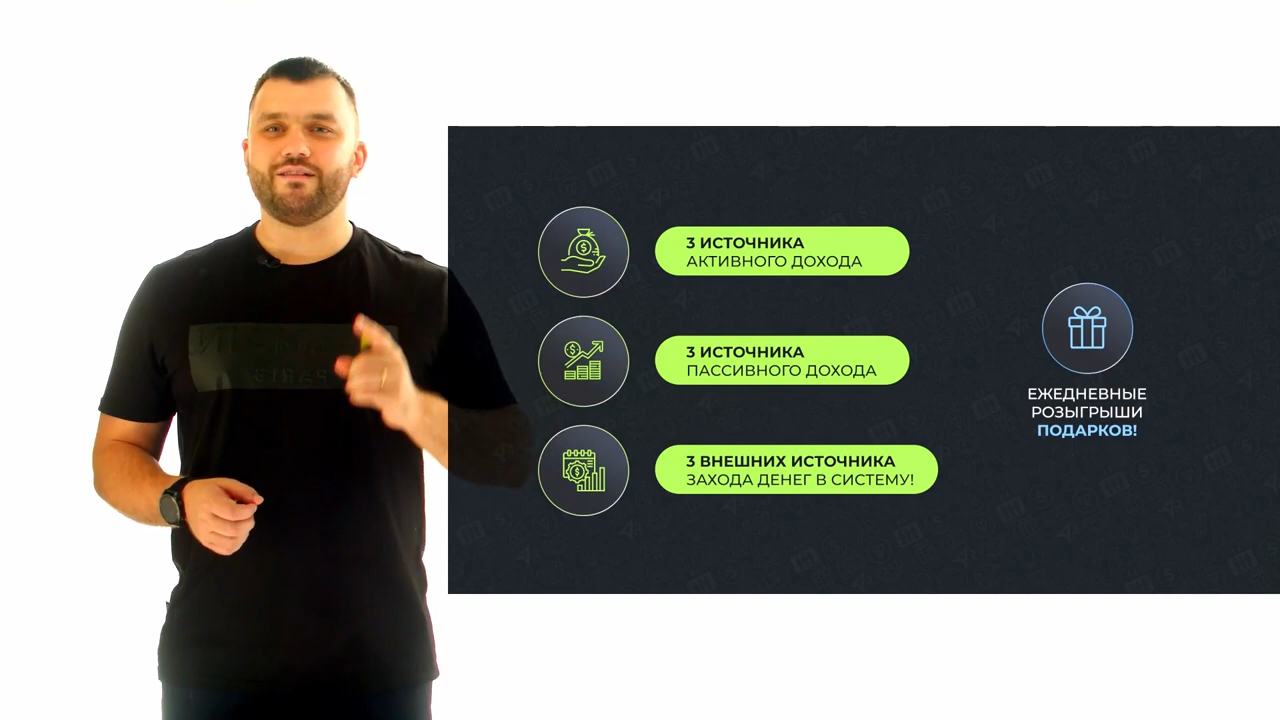 3 ИСТОЧНИКА
АКТИВНОГО ДОХОДА
3 ИСТОЧНИКА
ПАССИВНОГО ДОХОДА
3 ВНЕШНИХ ИСТОЧНИКА
ЗАХОДА ДЕНЕГ В СИСТЕМУ!
ЕЖЕДНЕВНЫЕ
РОЗЫГРЫШИ
ПОДАРКОВ!